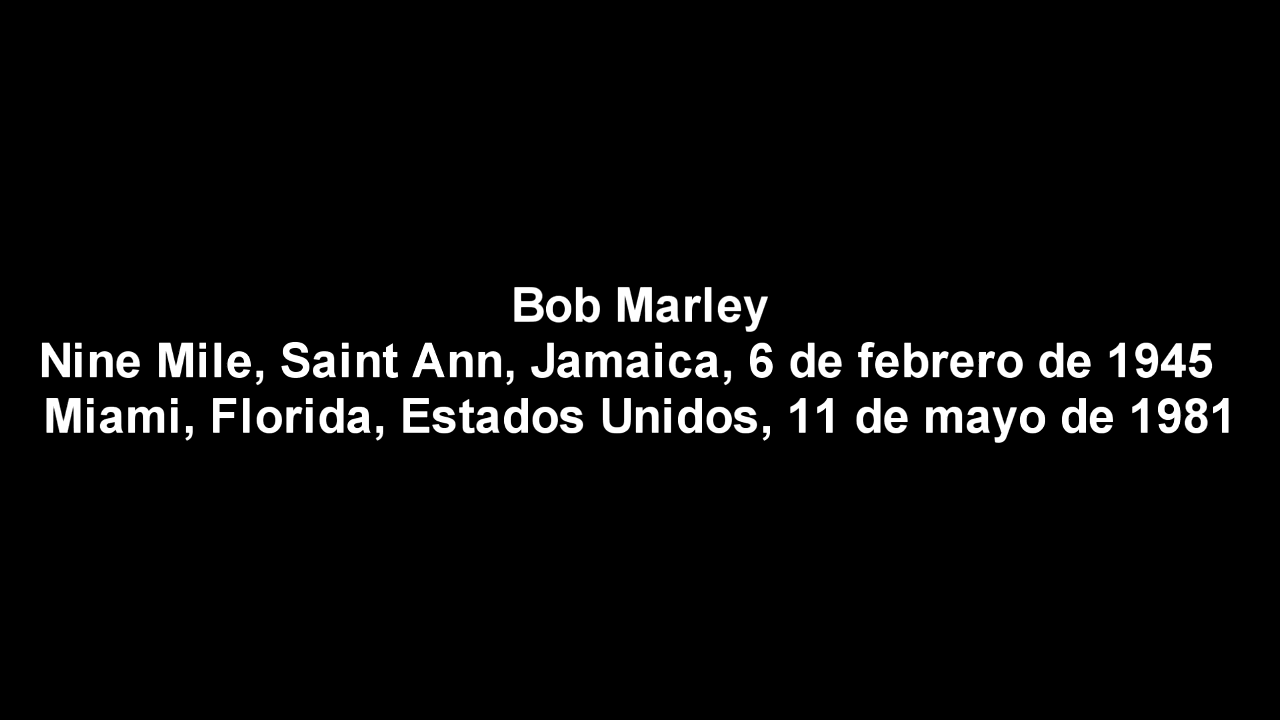 Bob Marley
Nine Mile, Saint Ann, Jamaica, 6 de febrero de 1945
Miami, Florida, Estados Unidos, 11 de mayo de 1981